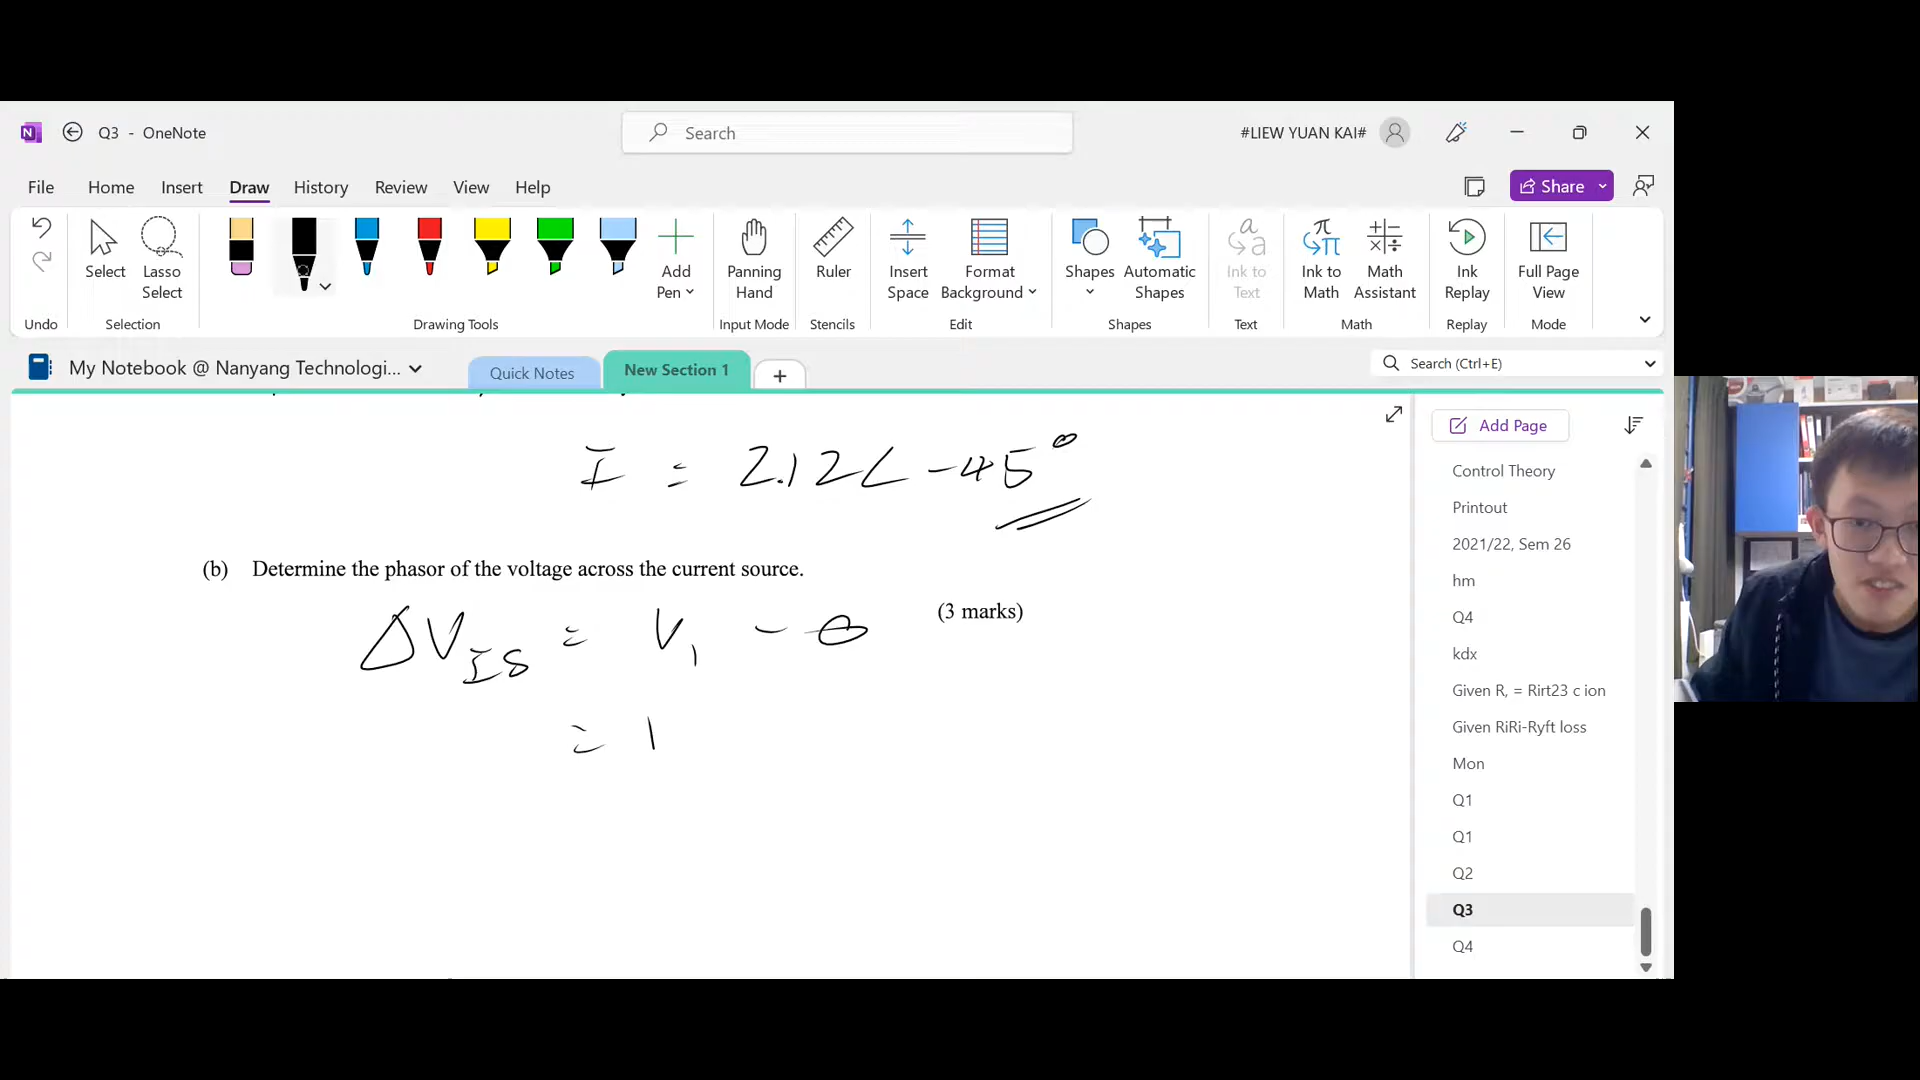 Q3 - OneNote
Search
#LIEW YUAN KAI#
File
Home
Insert
Draw
History
Review
View
Help
Share
Select
Lasso Select
Add Pen
Panning Hand
Ruler
Insert Space
Format Background
Shapes
Automatic Shapes
Ink to Text
Ink to Math
Math Assistant
Ink Replay
Full Page View
Undo
Selection
Drawing Tools
Input Mode
Stencils
Edit
Shapes
Text
Math
Replay
Mode
My Notebook @ Nanyang Technologi...
Quick Notes
New Section 1
Search (Ctrl+E)
I = 2.12∠-45°
(b) Determine the phasor of the voltage across the current source.
(3 marks)
ΔV_IS = V₁ - 0
= 1
Add Page
Control Theory
Printout
2021/22, Sem 26
hm
Q4
kdx
Given R, = Rirt23 c ion
Given RiRi-Ryft loss
Mon
Q1
Q1
Q2
Q3
Q4